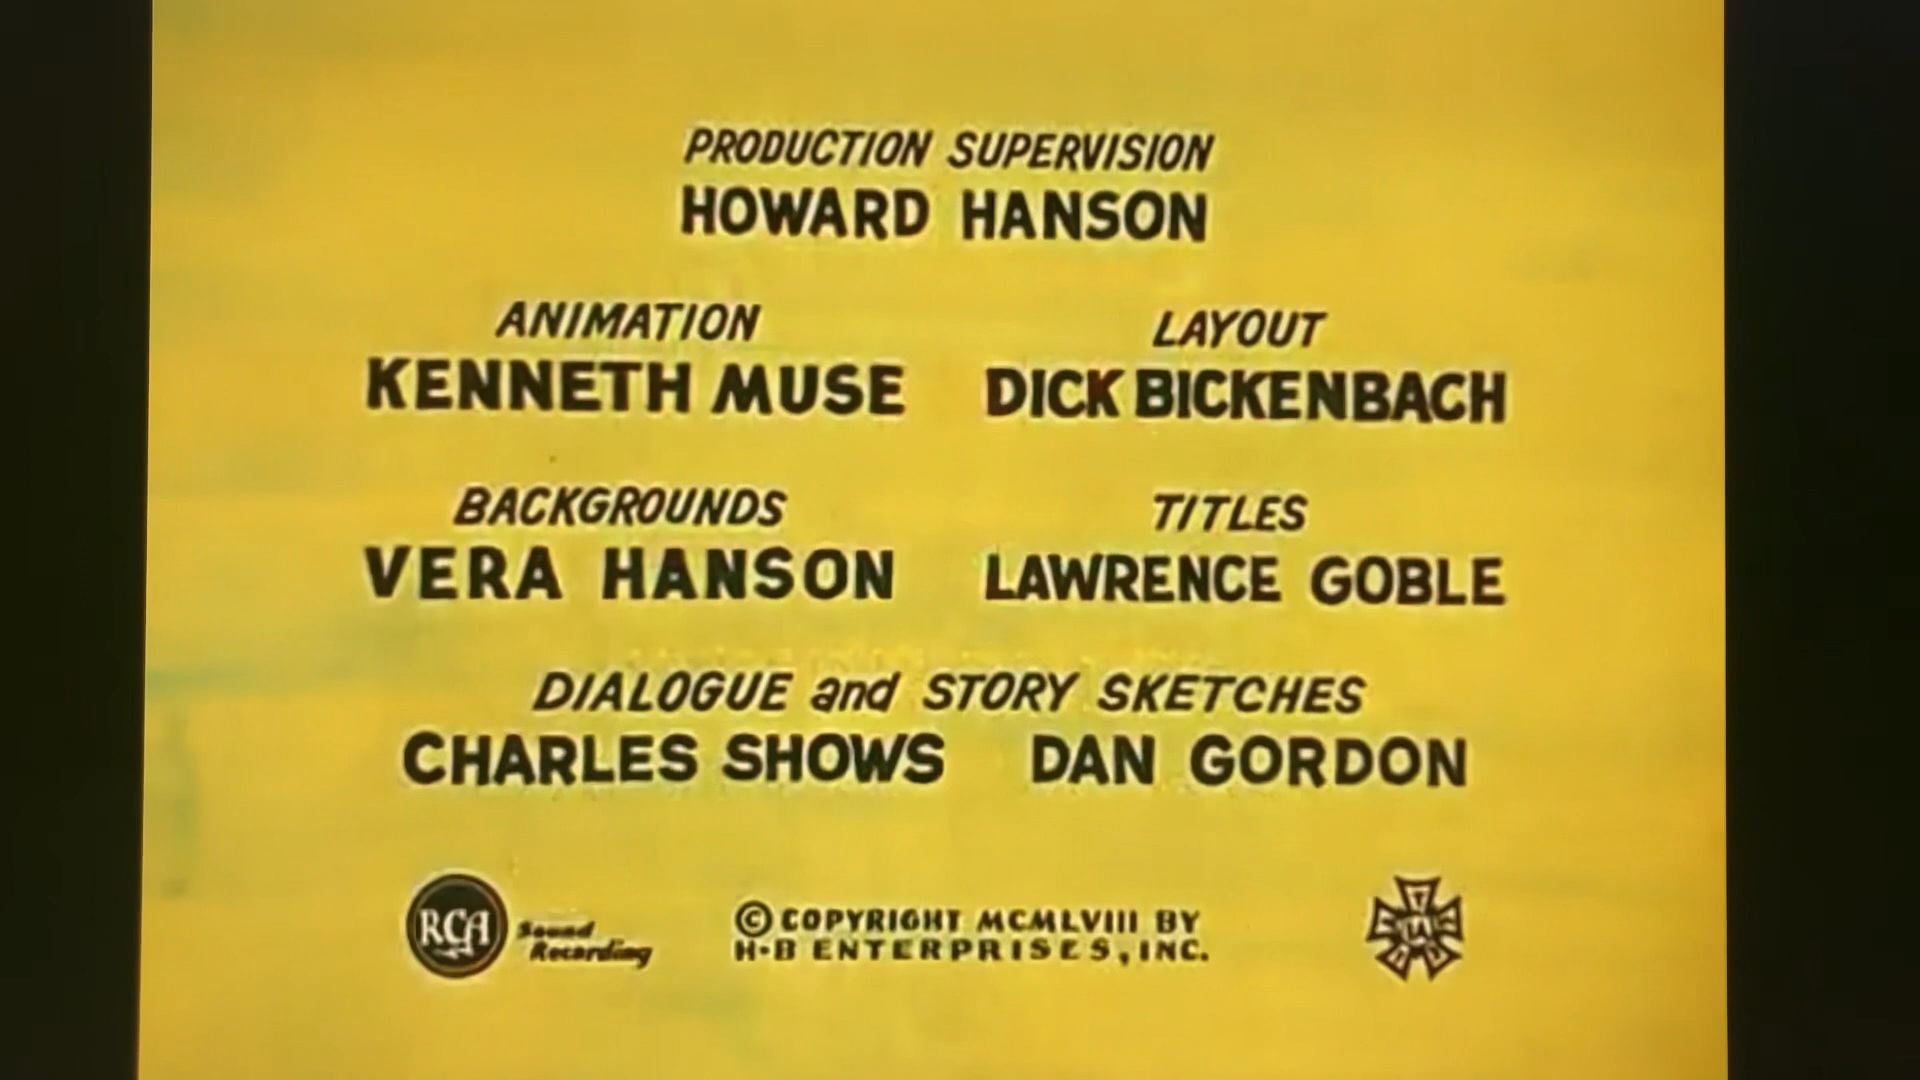 PRODUCTION SUPERVISION
HOWARD HANSON
ANIMATION LAYOUT
KENNETH MUSE DICK BICKENBACH
BACKGROUNDS TITLES
VERA HANSON LAWRENCE GOBLE
DIALOGUE and STORY SKETCHES
CHARLES SHOWS DAN GORDON
RCA Sound Recording
© COPYRIGHT MCMLVIII BY
H-B ENTERPRISES, INC.
IATSE